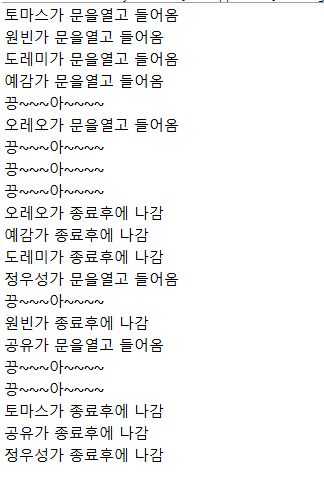 토마스가 문을열고 들어옴
원빈가 문을열고 들어옴
도레미가 문을열고 들어옴
예감가 문을열고 들어옴
끙~~~아~~~~
오레오가 문을열고 들어옴
끙~~~아~~~~
끙~~~아~~~~
끙~~~아~~~~
오레오가 종료후에 나감
예감가 종료후에 나감
도레미가 종료후에 나감
정우성가 문을열고 들어옴
끙~~~아~~~~
원빈가 종료후에 나감
공유가 문을열고 들어옴
끙~~~아~~~~
끙~~~아~~~~
토마스가 종료후에 나감
공유가 종료후에 나감
정우성가 종료후에 나감